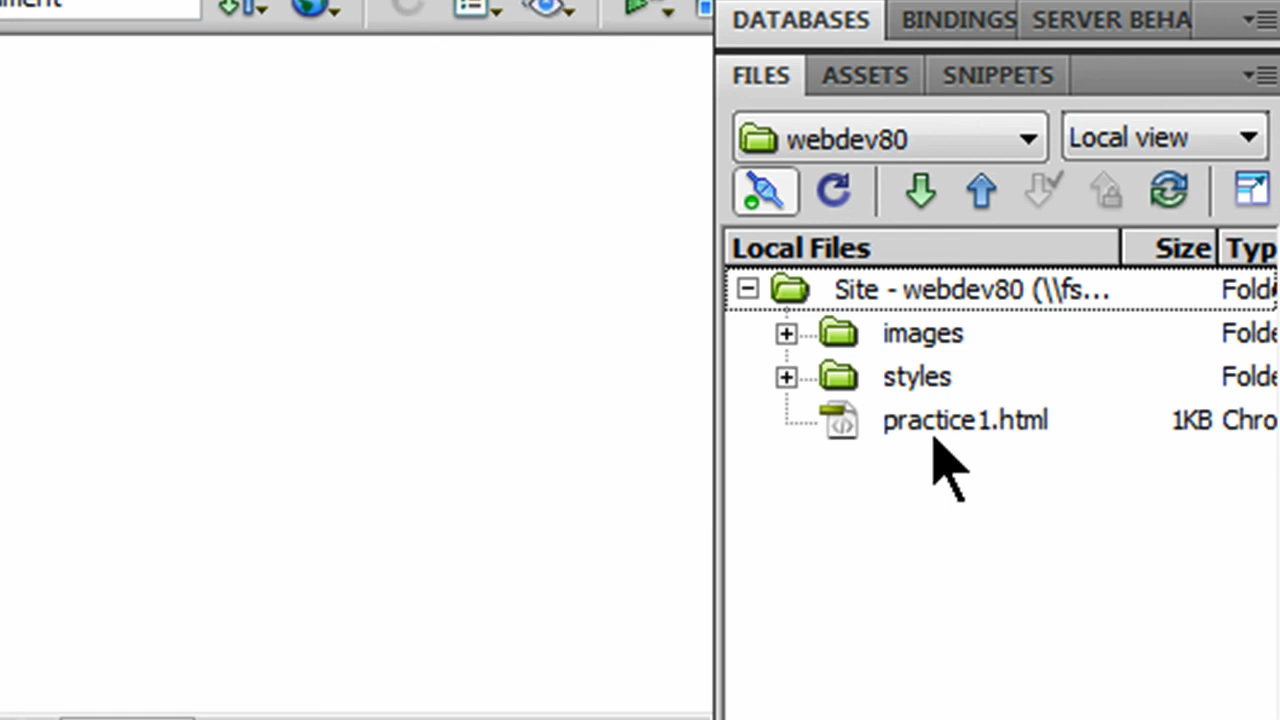 ment
DATABASES BINDINGS SERVER BEHA
FILES ASSETS SNIPPETS
webdev80 Local view
Local Files Size Typ
Site - webdev80 (\\fs... Folde
images Folde
styles Folde
practice1.html 1KB Chro